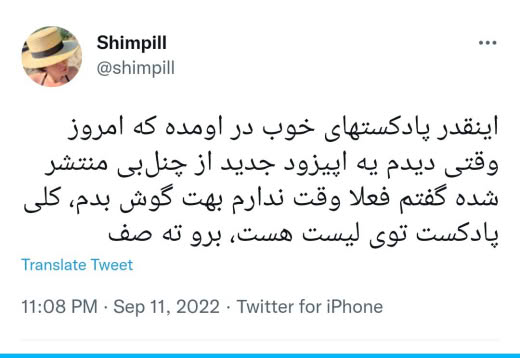 Shimpill
@shimpill
اینقدر پادکستهای خوب در اومده که امروز
وقتی دیدم یه اپیزود جدید از چنل‌بی منتشر
شده گفتم فعلا وقت ندارم بهت گوش بدم، کلی
پادکست توی لیست هست، برو ته صف
Translate Tweet
11:08 PM · Sep 11, 2022 · Twitter for iPhone